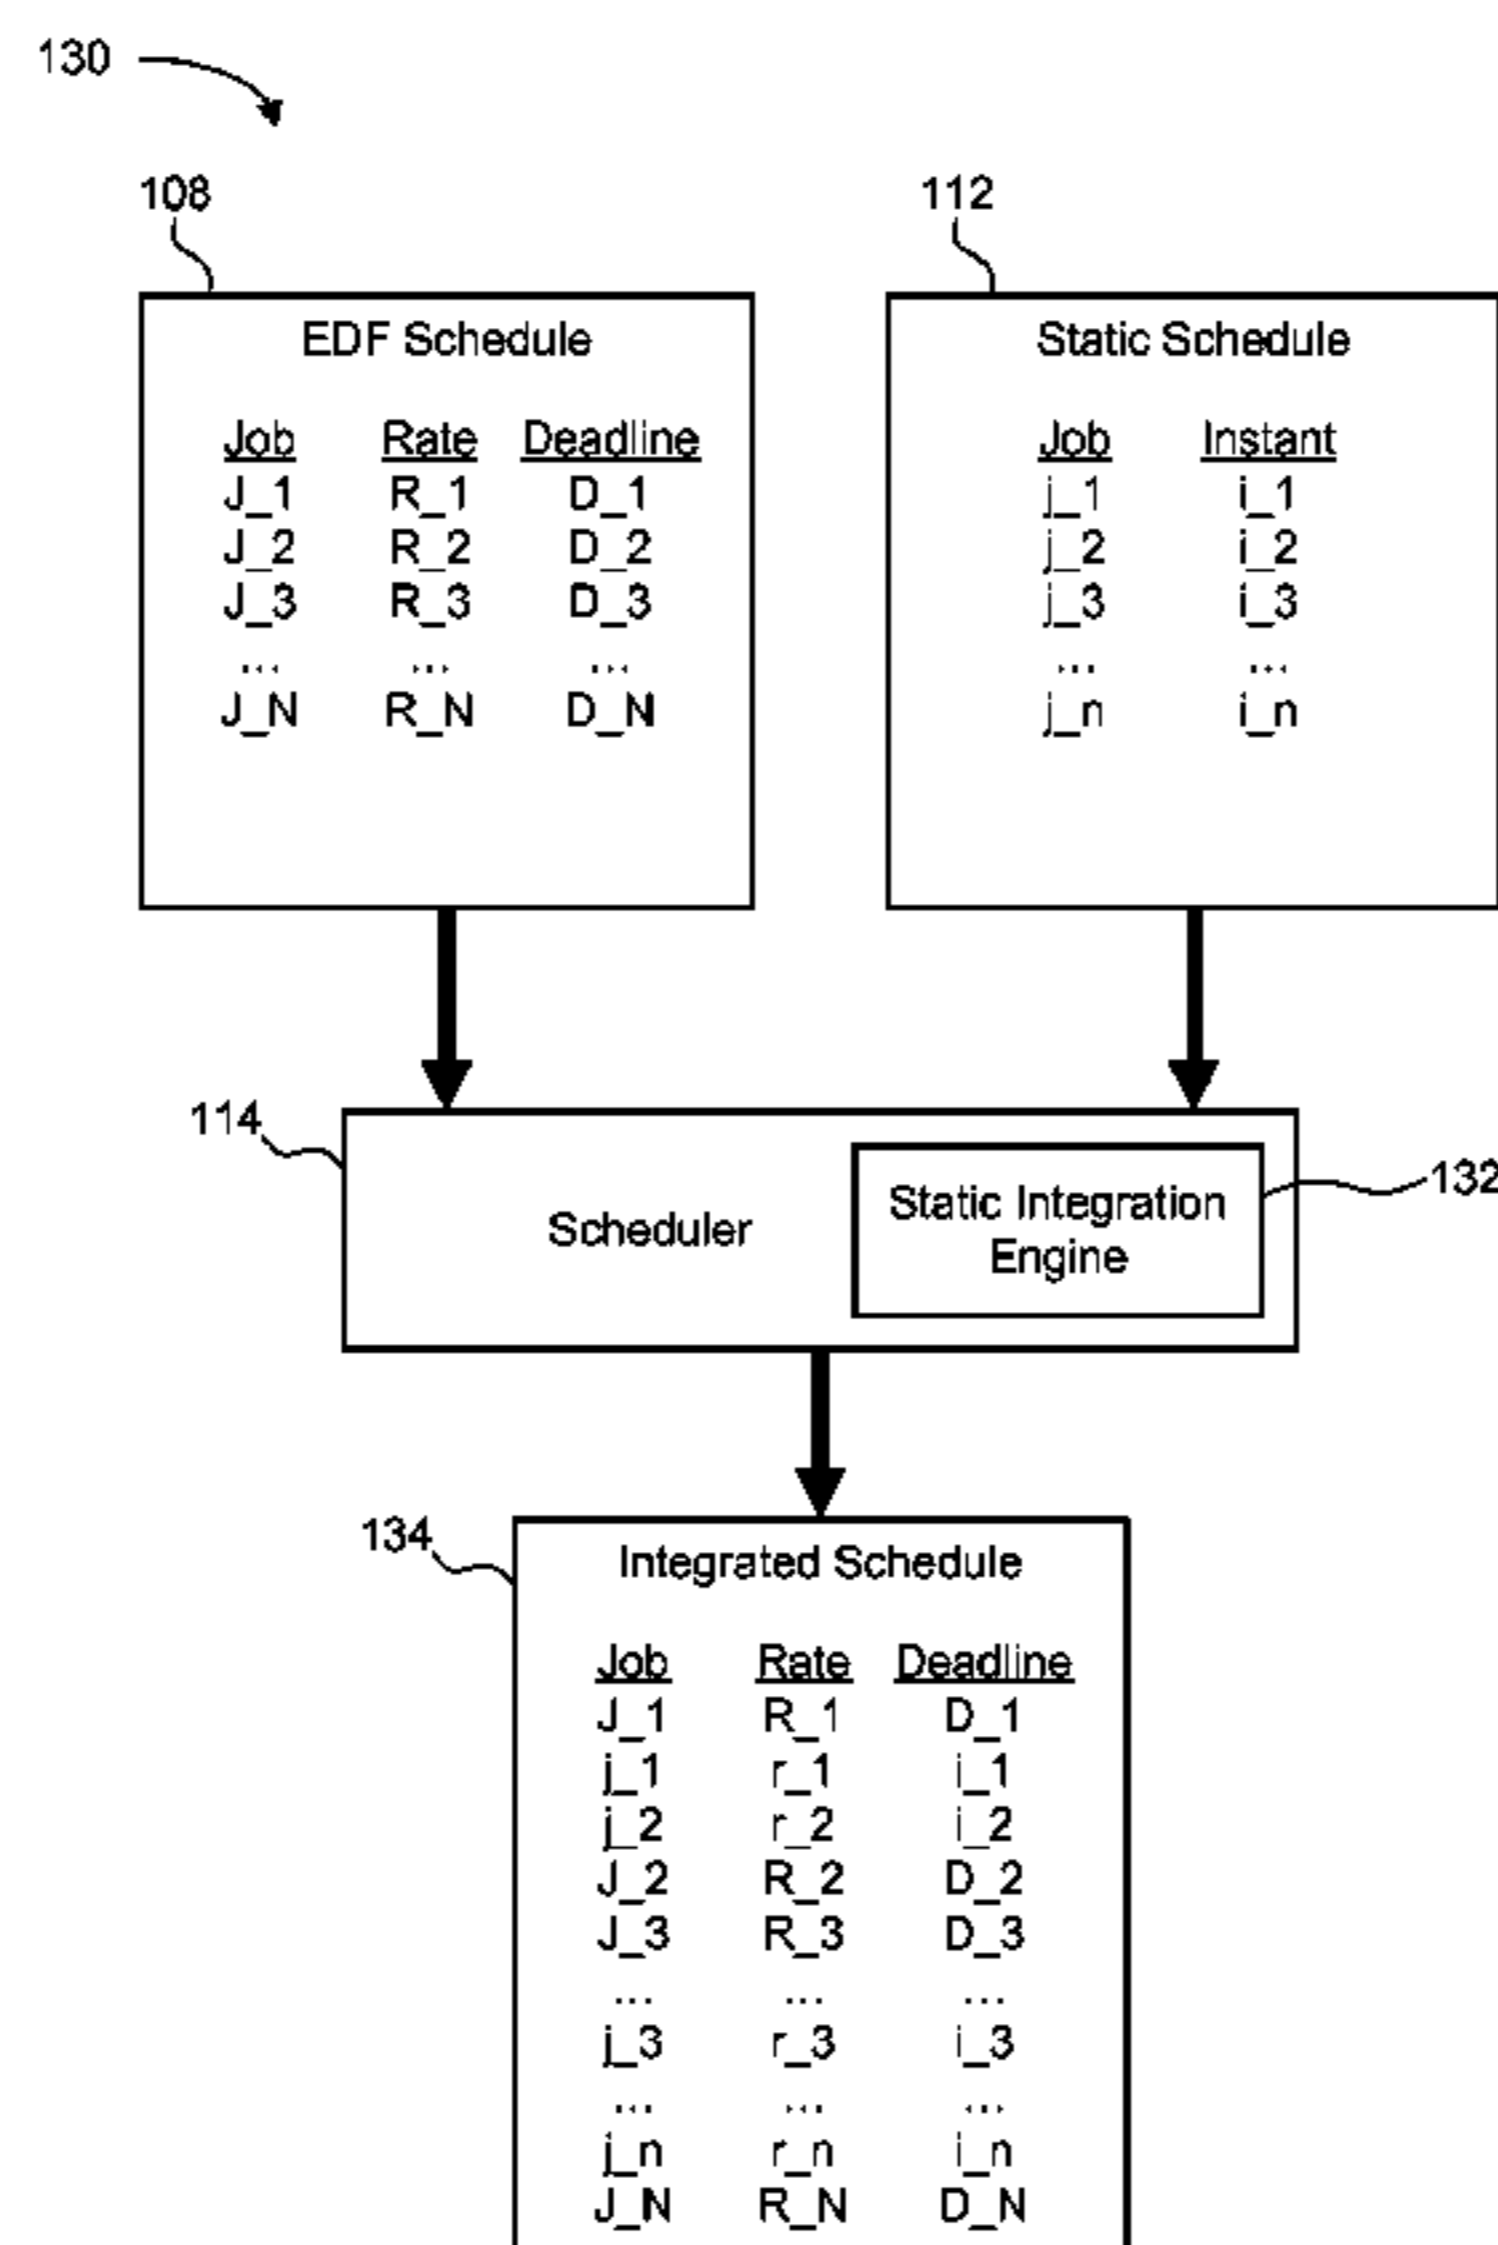 130
108
112
EDF Schedule
Job Rate Deadline
J_1 R_1 D_1
J_2 R_2 D_2
J_3 R_3 D_3
... ... ...
J_N R_N D_N
Static Schedule
Job Instant
j_1 i_1
j_2 i_2
j_3 i_3
... ...
j_n i_n
114
Scheduler
Static Integration
Engine
132
134
Integrated Schedule
Job Rate Deadline
J_1 R_1 D_1
j_1 r_1 i_1
j_2 r_2 i_2
J_2 R_2 D_2
J_3 R_3 D_3
... ... ...
j_3 r_3 i_3
... ... ...
j_n r_n i_n
J_N R_N D_N